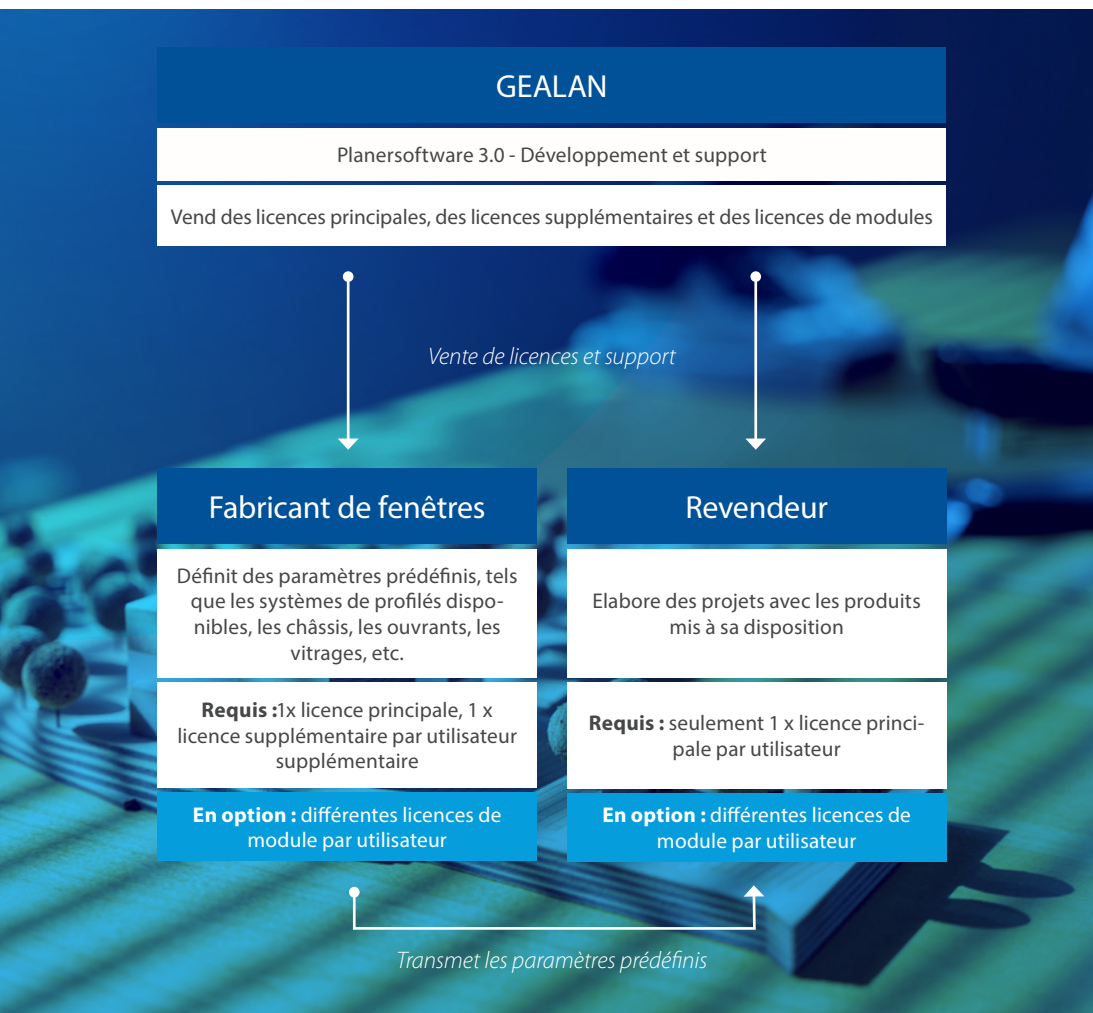 GEALAN
Planersoftware 3.0 - Développement et support
Vend des licences principales, des licences supplémentaires et des licences de modules
Vente de licences et support
Fabricant de fenêtres
Définit des paramètres prédéfinis, tels
que les systèmes de profilés dispo-
nibles, les châssis, les ouvrants, les
vitrages, etc.
Requis :1x licence principale, 1 x
licence supplémentaire par utilisateur
supplémentaire
En option : différentes licences de
module par utilisateur
Revendeur
Elabore des projets avec les produits
mis à sa disposition
Requis : seulement 1 x licence princi-
pale par utilisateur
En option : différentes licences de
module par utilisateur
Transmet les paramètres prédéfinis